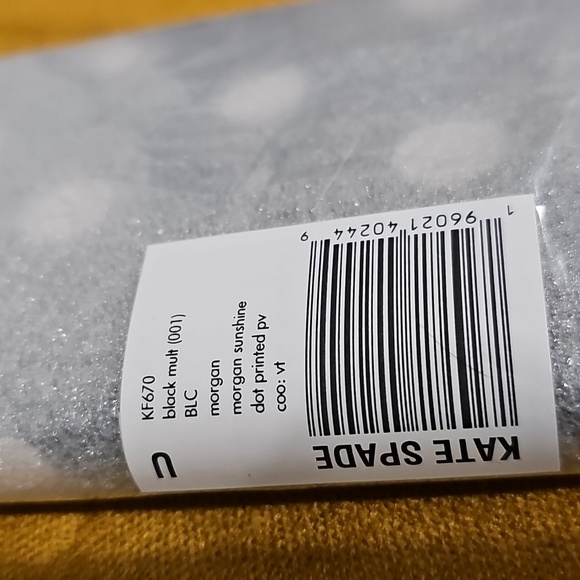 KF670
black mult (001)
BLC
morgan
morgan sunshine
dot printed pv
coo: vt
U
KATE SPADE
1 96021 40244 9